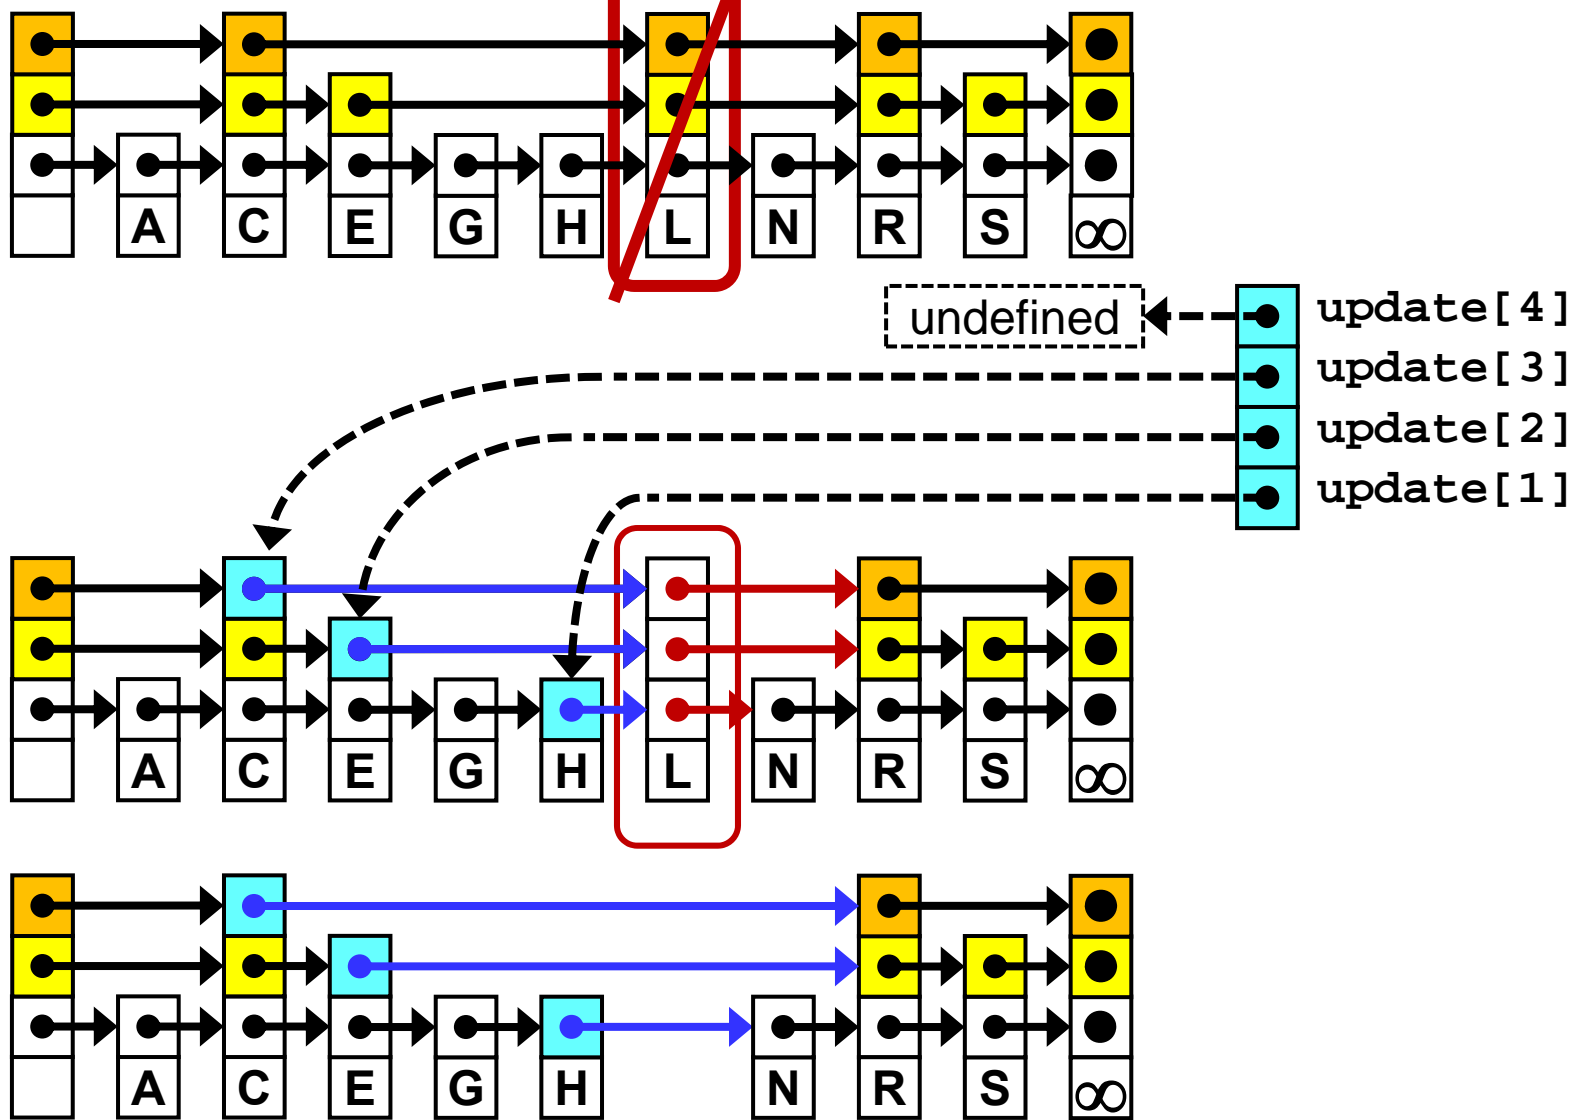 A C E G H L N R S ∞
undefined update[4]
update[3]
update[2]
update[1]
A C E G H L N R S ∞
A C E G H N R S ∞